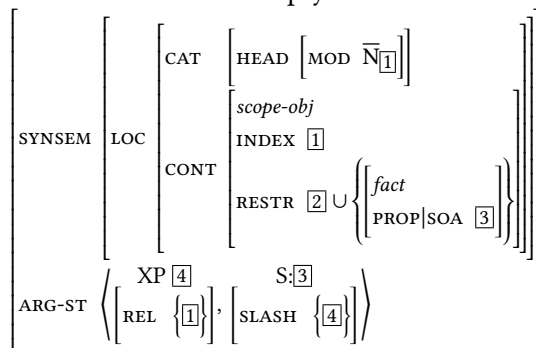 CAT [HEAD [MOD N̅ 1]]
scope-obj
INDEX 1
SYNSEM LOC
CONT
RESTR 2 ∪ { [fact
PROP|SOA 3] }
XP 4 S: 3
ARG-ST ⟨ [REL {1}], [SLASH {4}] ⟩